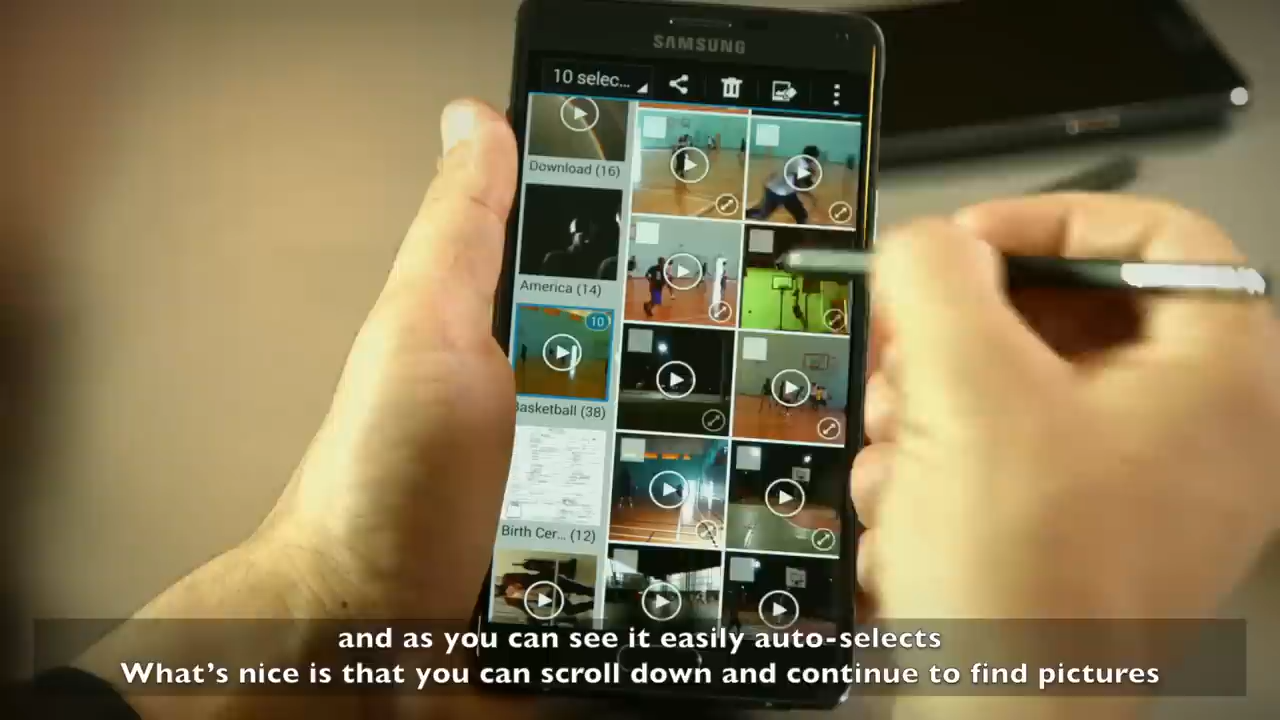 SAMSUNG
10 selec...
Download (16)
America (14)
10
Basketball (38)
Birth Cer... (12)
and as you can see it easily auto-selects
What's nice is that you can scroll down and continue to find pictures